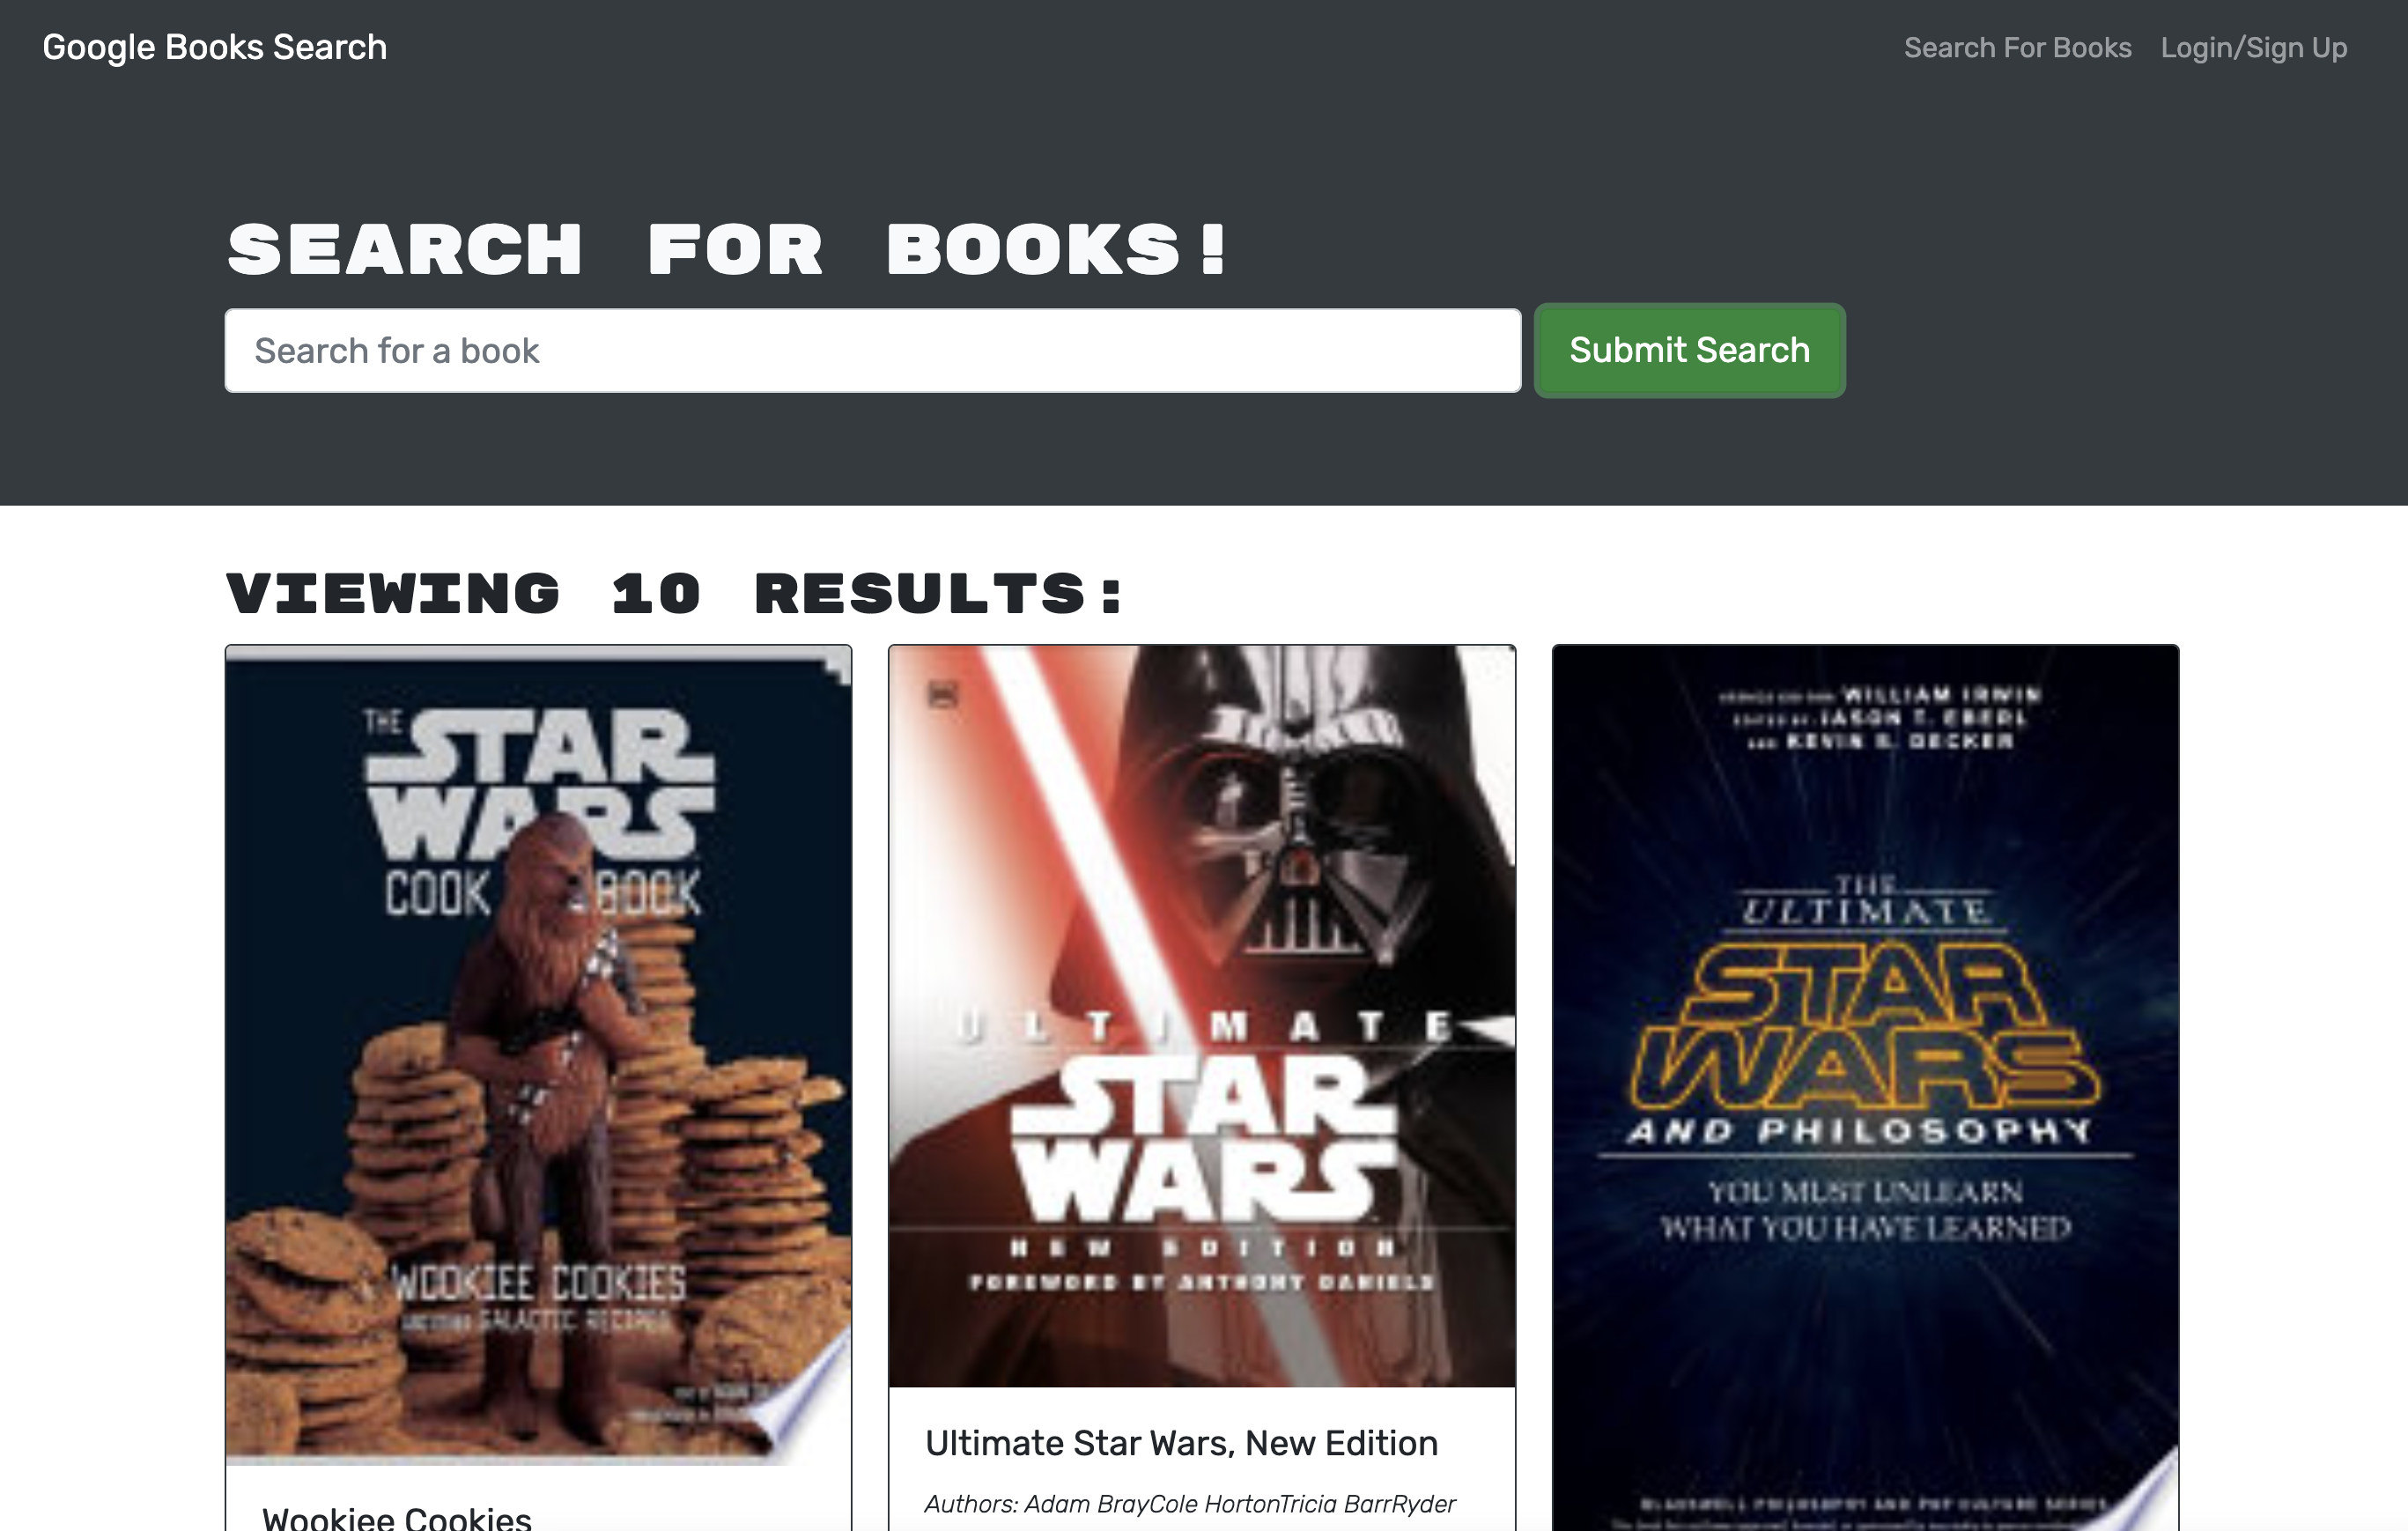 Google Books Search
Search For Books
Login/Sign Up
SEARCH FOR BOOKS!
Search for a book
Submit Search
VIEWING 10 RESULTS:
THE
STAR
WARS
COOK BOOK
WOOKIEE COOKIES
GALACTIC RECIPES
Wookiee Cookies
ULTIMATE
STAR
WARS
NEW EDITION
FOREWORD BY ANTHONY DANIELS
Ultimate Star Wars, New Edition
Authors: Adam BrayCole HortonTricia BarrRyder
WILLIAM IRWIN
EDITED BY JASON T. EBERL
AND KEVIN S. DECKER
THE
ULTIMATE
STAR
WARS
AND PHILOSOPHY
YOU MUST UNLEARN
WHAT YOU HAVE LEARNED
BLACKWELL PHILOSOPHY AND POP CULTURE SERIES